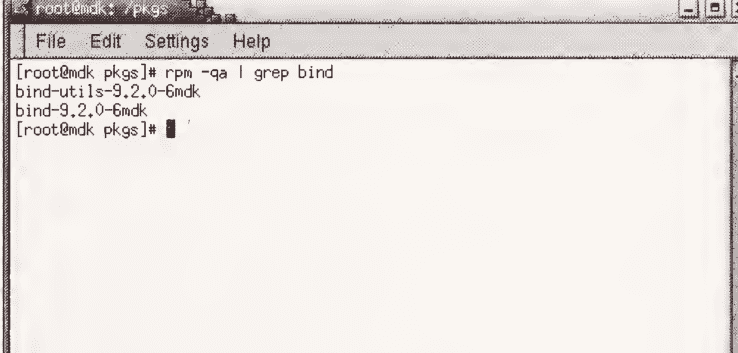 root@mdk: /pkgs
File Edit Settings Help
[root@mdk pkgs]# rpm -qa | grep bind
bind-utils-9.2.0-6mdk
bind-9.2.0-6mdk
[root@mdk pkgs]#